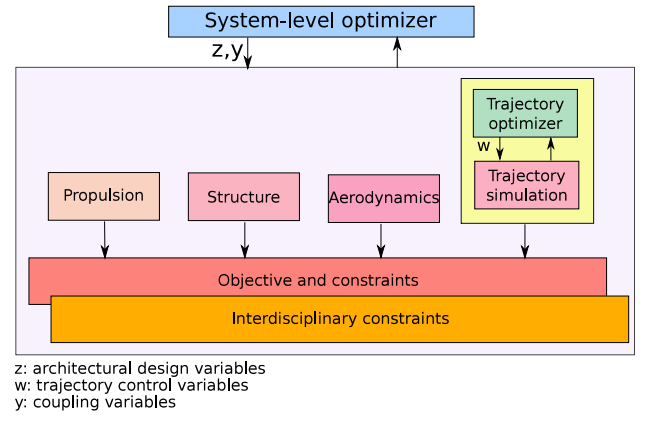 System-level optimizer
z,y
Trajectory
optimizer
w
Trajectory
simulation
Propulsion
Structure
Aerodynamics
Objective and constraints
Interdisciplinary constraints
z: architectural design variables
w: trajectory control variables
y: coupling variables